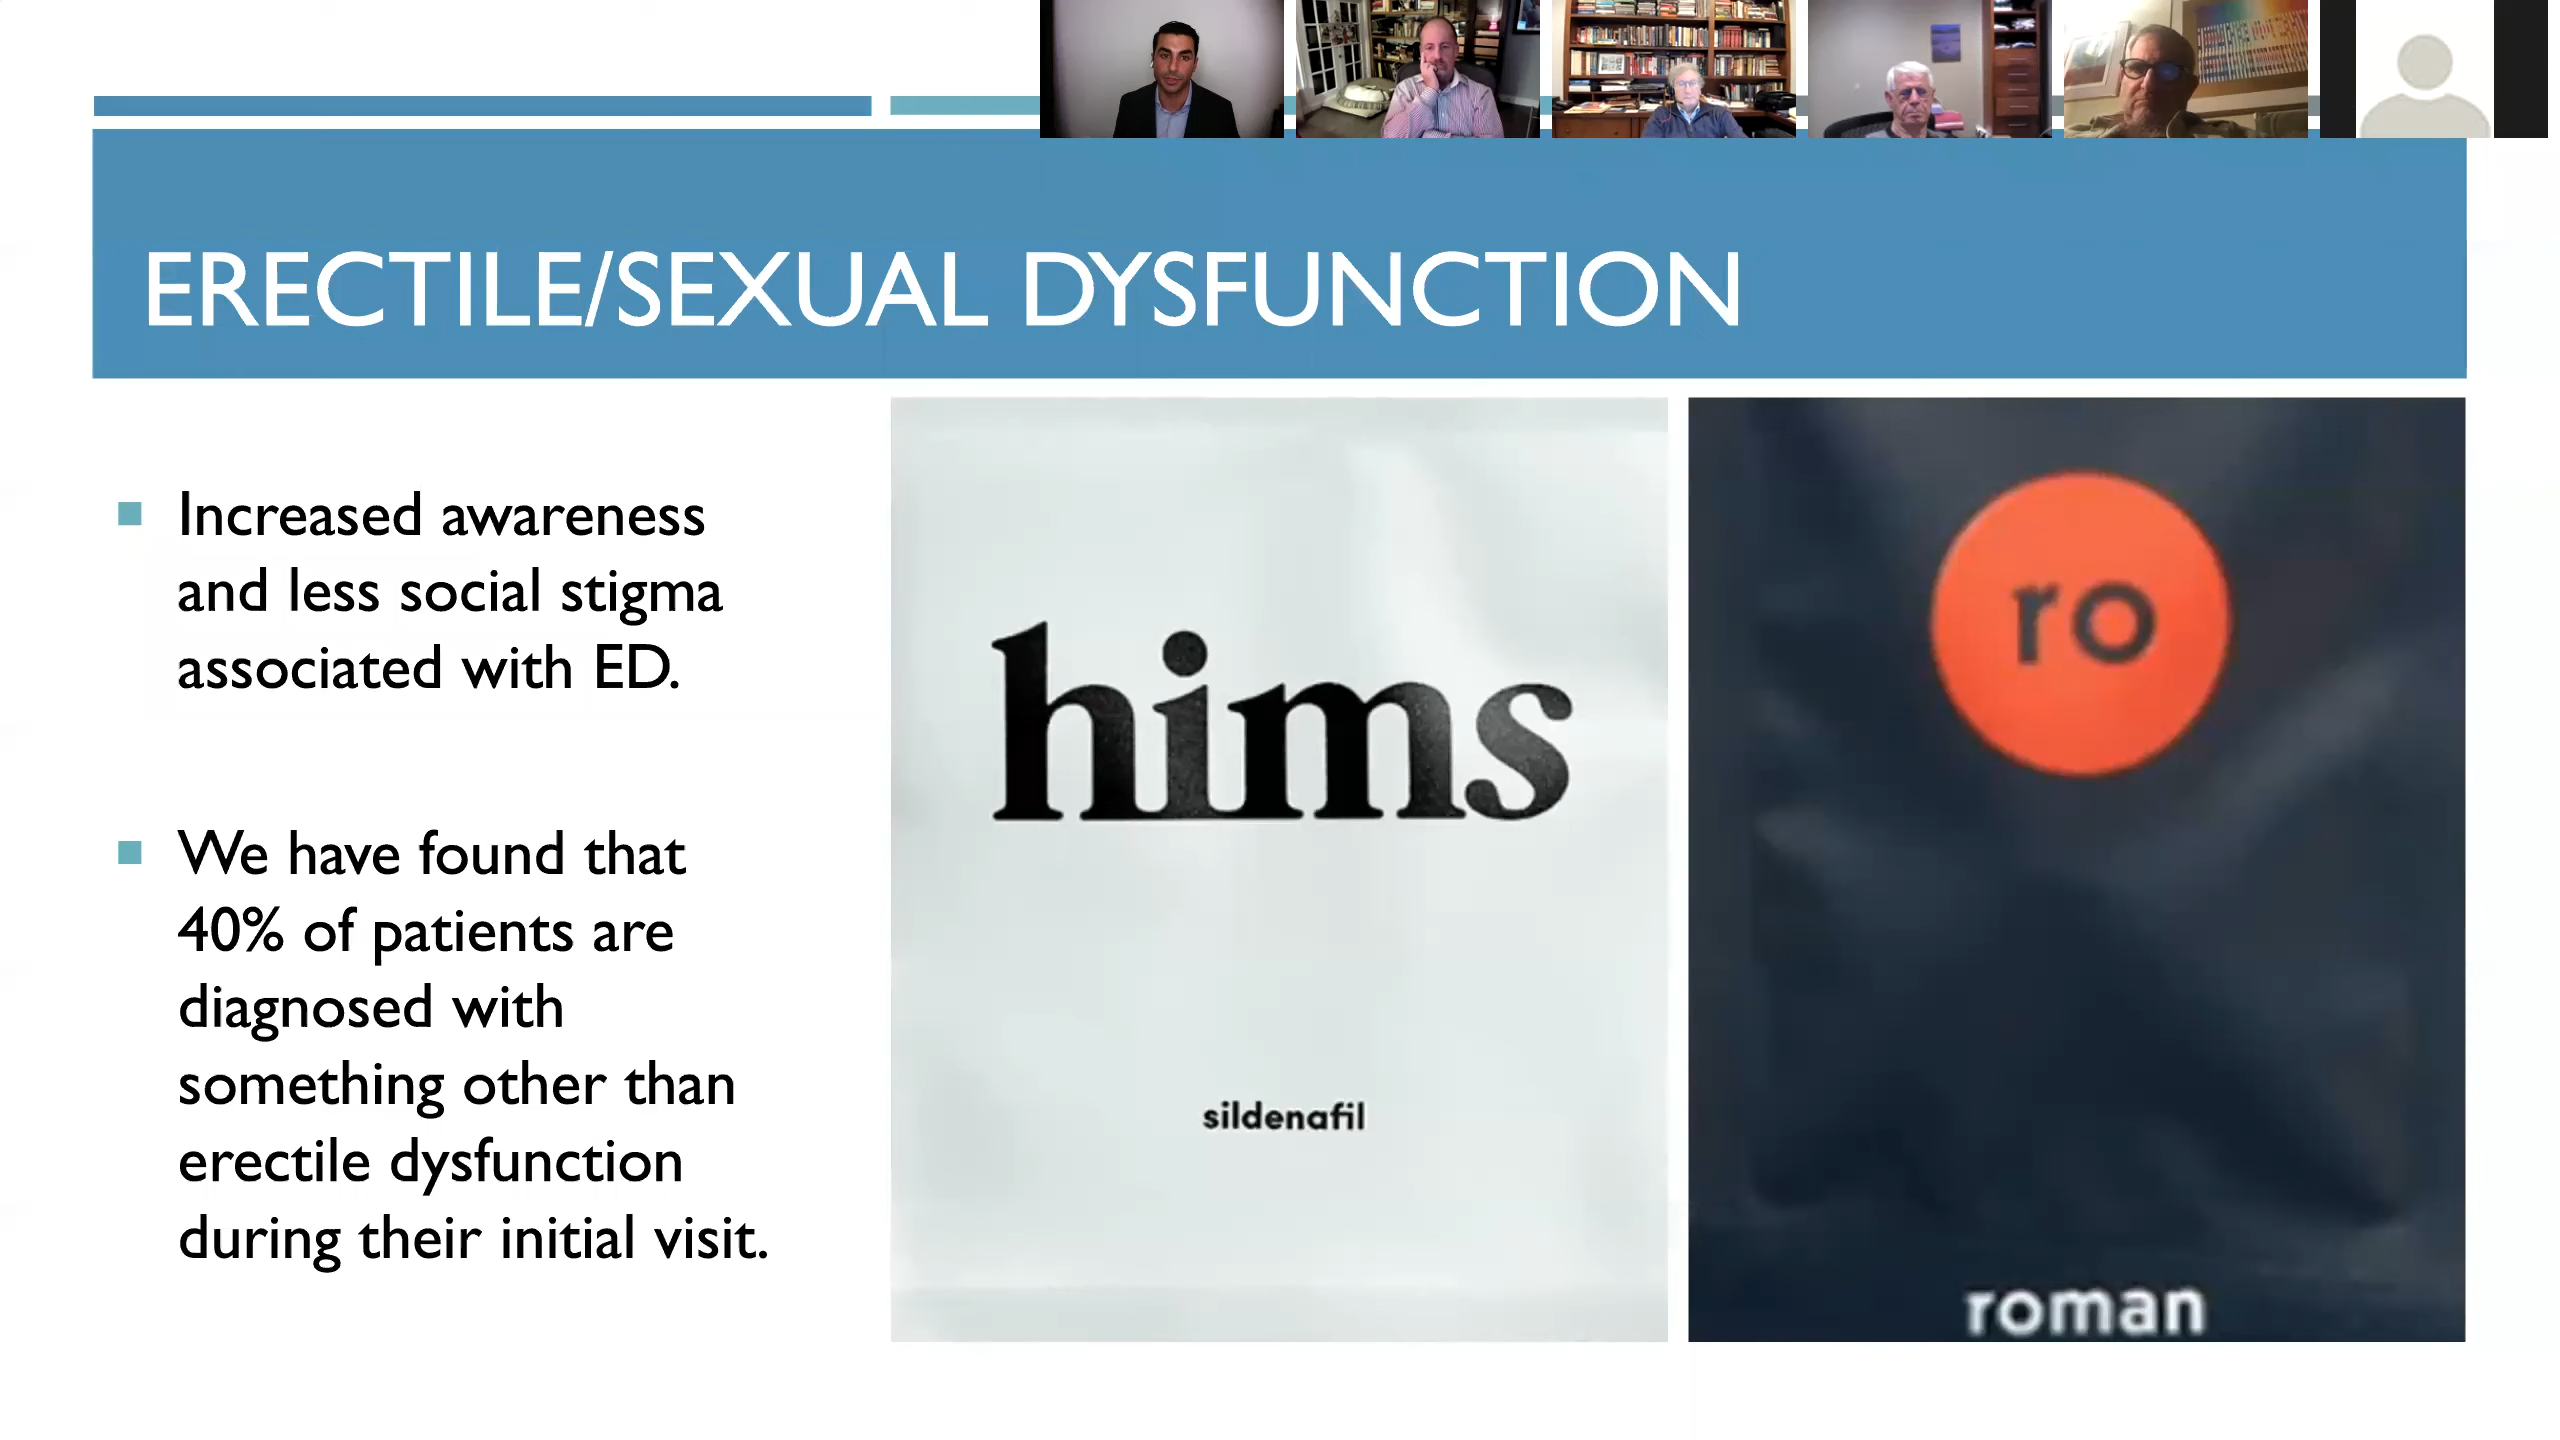 ERECTILE/SEXUAL DYSFUNCTION
Increased awareness
and less social stigma
associated with ED.
We have found that
40% of patients are
diagnosed with
something other than
erectile dysfunction
during their initial visit.
hims
sildenafil
ro
roman